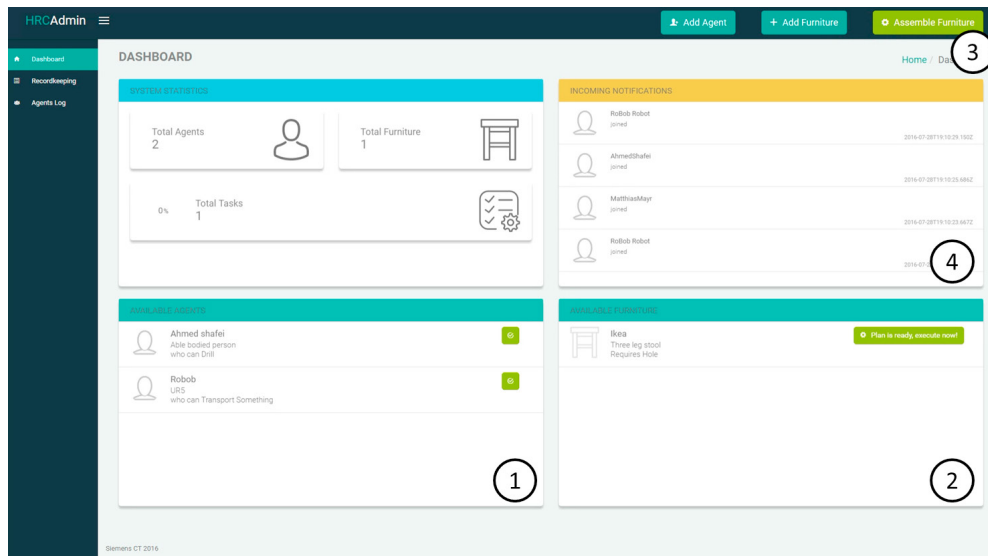 HRCAdmin
Add Agent
+ Add Furniture
Assemble Furniture
3
Dashboard
Recordkeeping
Agents Log
DASHBOARD
Home /
SYSTEM STATISTICS
Total Agents
2
Total Furniture
1
0%
Total Tasks
1
INCOMING NOTIFICATIONS
RoBob Robot
joined
2016-07-28T19:10:29.150Z
AhmedShafei
joined
2016-07-28T19:10:25.686Z
MatthiasMayr
joined
2016-07-28T19:10:23.667Z
RoBob Robot
joined
4
AVAILABLE AGENTS
Ahmed shafei
Able bodied person
who can Drill
Robob
UR5
who can Transport Something
1
AVAILABLE FURNITURE
Ikea
Three leg stool
Requires Hole
Plan is ready, execute now!
2
Siemens CT 2016